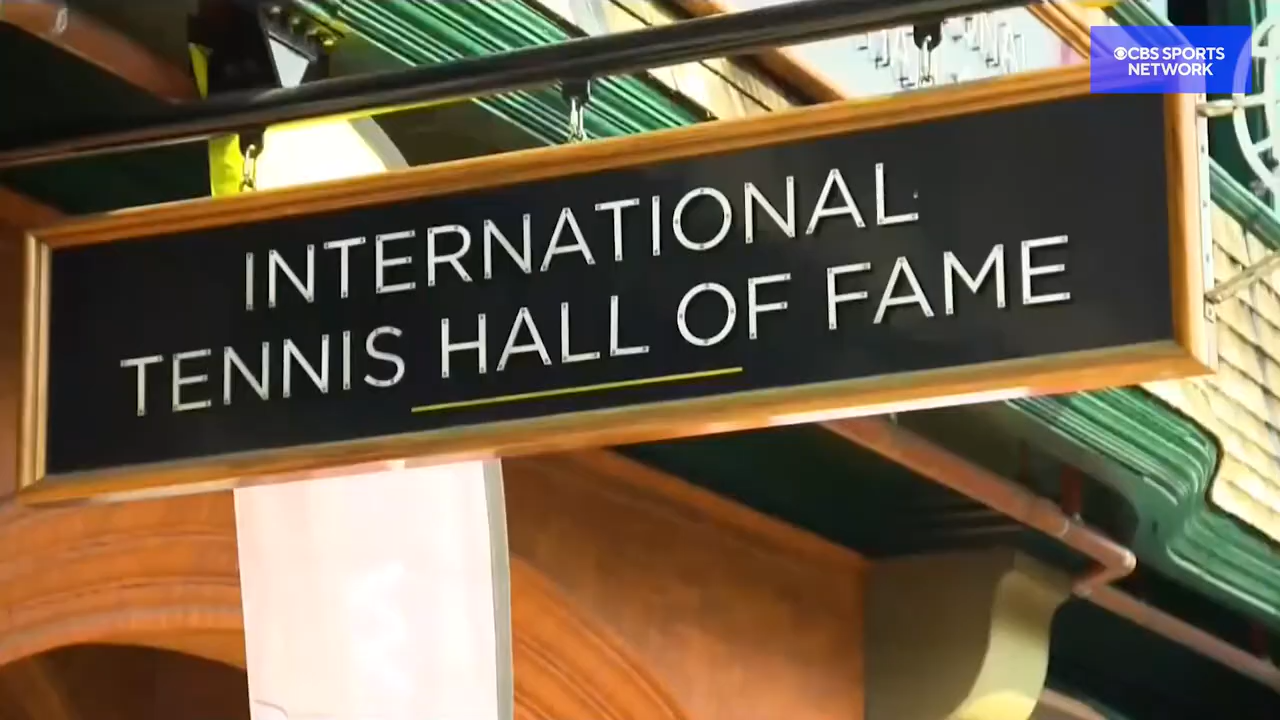 CBS SPORTS
NETWORK
INTERNATIONAL
TENNIS HALL OF FAME